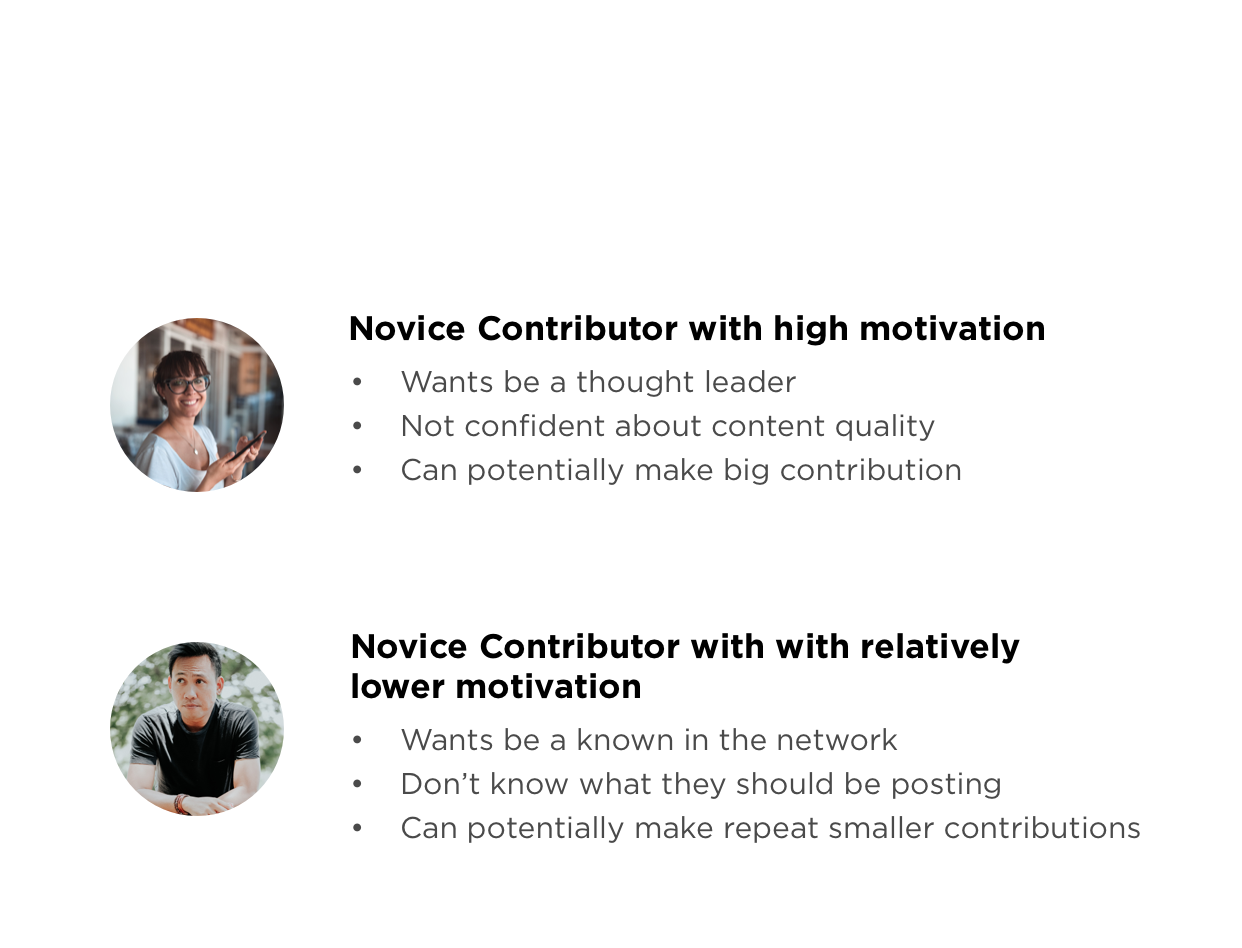 Novice Contributor with high motivation
• Wants be a thought leader
• Not confident about content quality
• Can potentially make big contribution
Novice Contributor with with relatively
lower motivation
• Wants be a known in the network
• Don’t know what they should be posting
• Can potentially make repeat smaller contributions